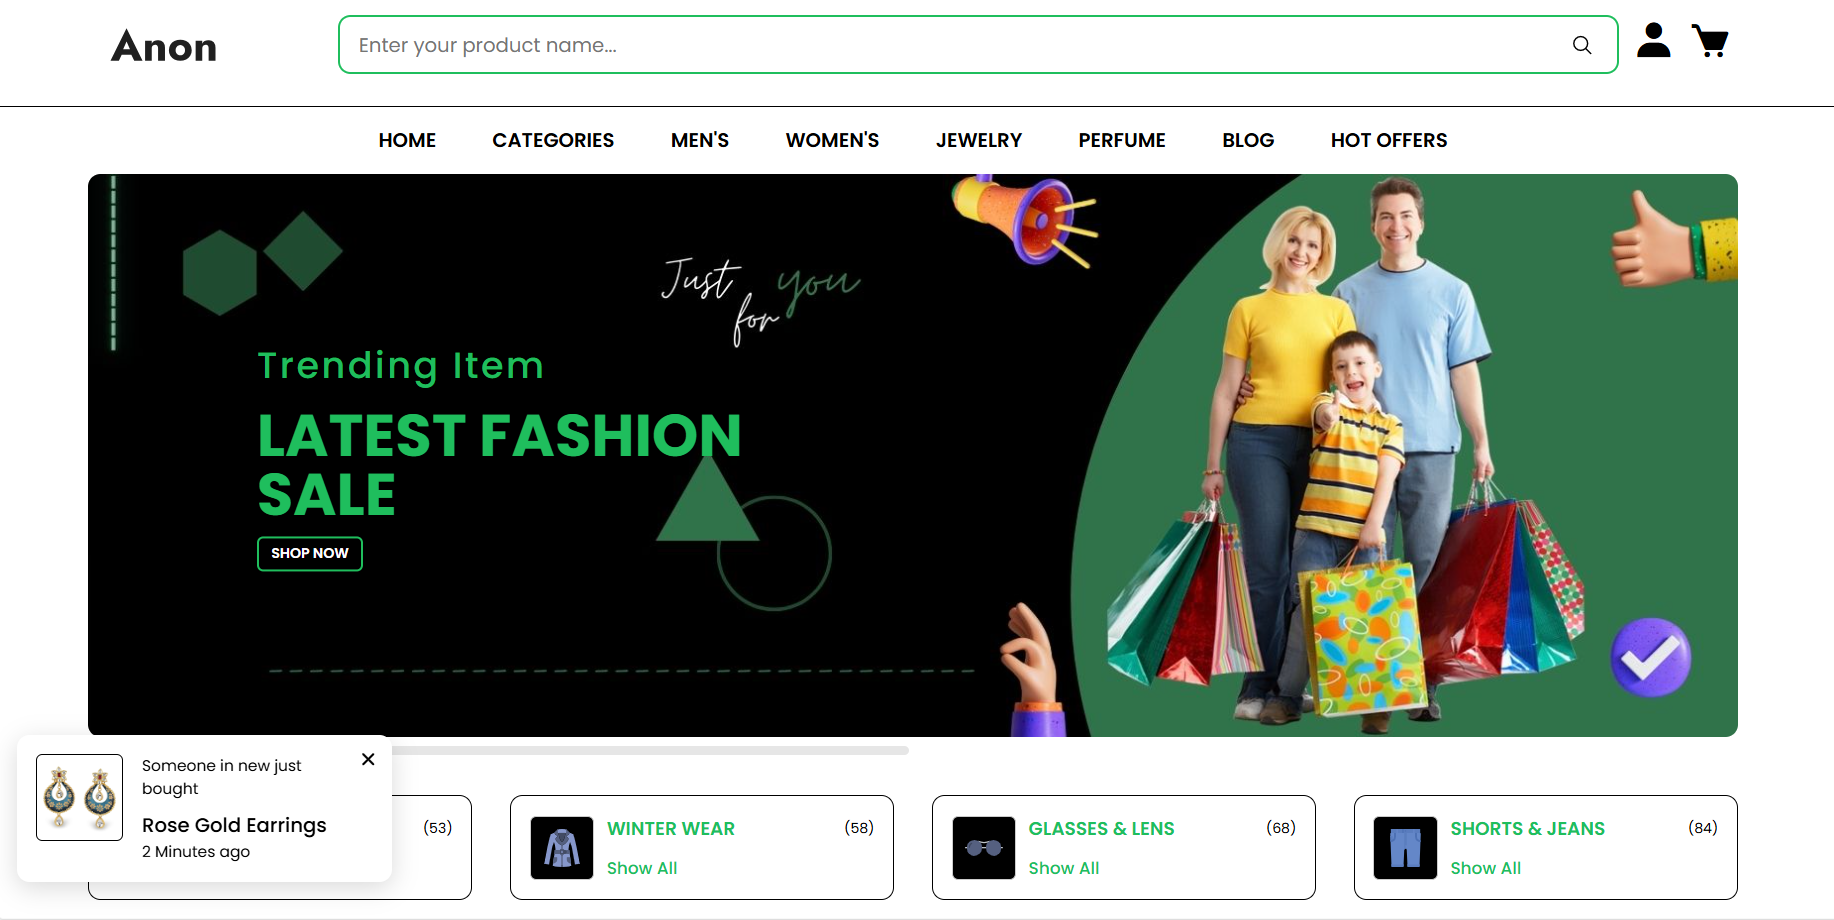 Anon
Enter your product name...
HOME CATEGORIES MEN'S WOMEN'S JEWELRY PERFUME BLOG HOT OFFERS
Just for you
Trending Item
LATEST FASHION
SALE
SHOP NOW
Someone in new just
bought
Rose Gold Earrings
2 Minutes ago
(53)
WINTER WEAR (58)
Show All
GLASSES & LENS (68)
Show All
SHORTS & JEANS (84)
Show All